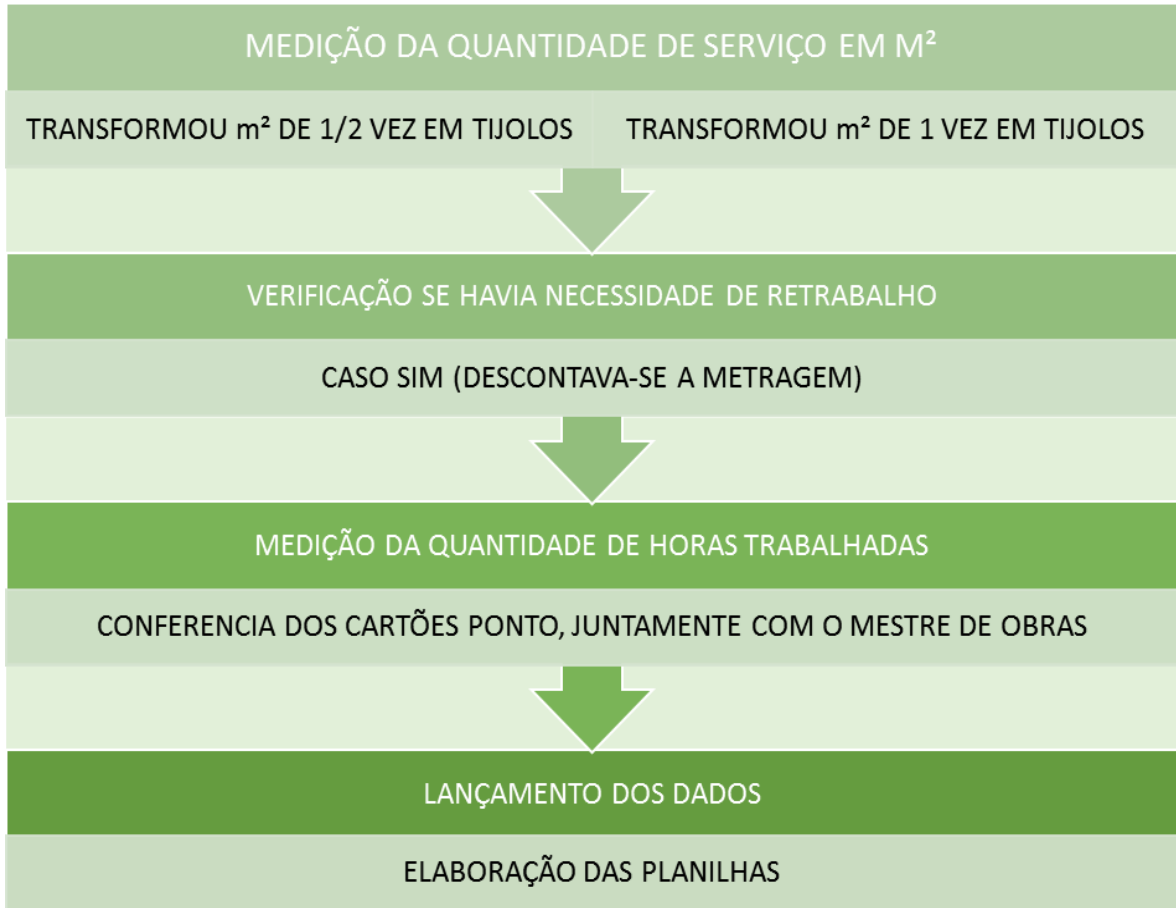 MEDIÇÃO DA QUANTIDADE DE SERVIÇO EM M²
TRANSFORMOU m² DE 1/2 VEZ EM TIJOLOS
TRANSFORMOU m² DE 1 VEZ EM TIJOLOS
VERIFICAÇÃO SE HAVIA NECESSIDADE DE RETRABALHO
CASO SIM (DESCONTAVA-SE A METRAGEM)
MEDIÇÃO DA QUANTIDADE DE HORAS TRABALHADAS
CONFERENCIA DOS CARTÕES PONTO, JUNTAMENTE COM O MESTRE DE OBRAS
LANÇAMENTO DOS DADOS
ELABORAÇÃO DAS PLANILHAS